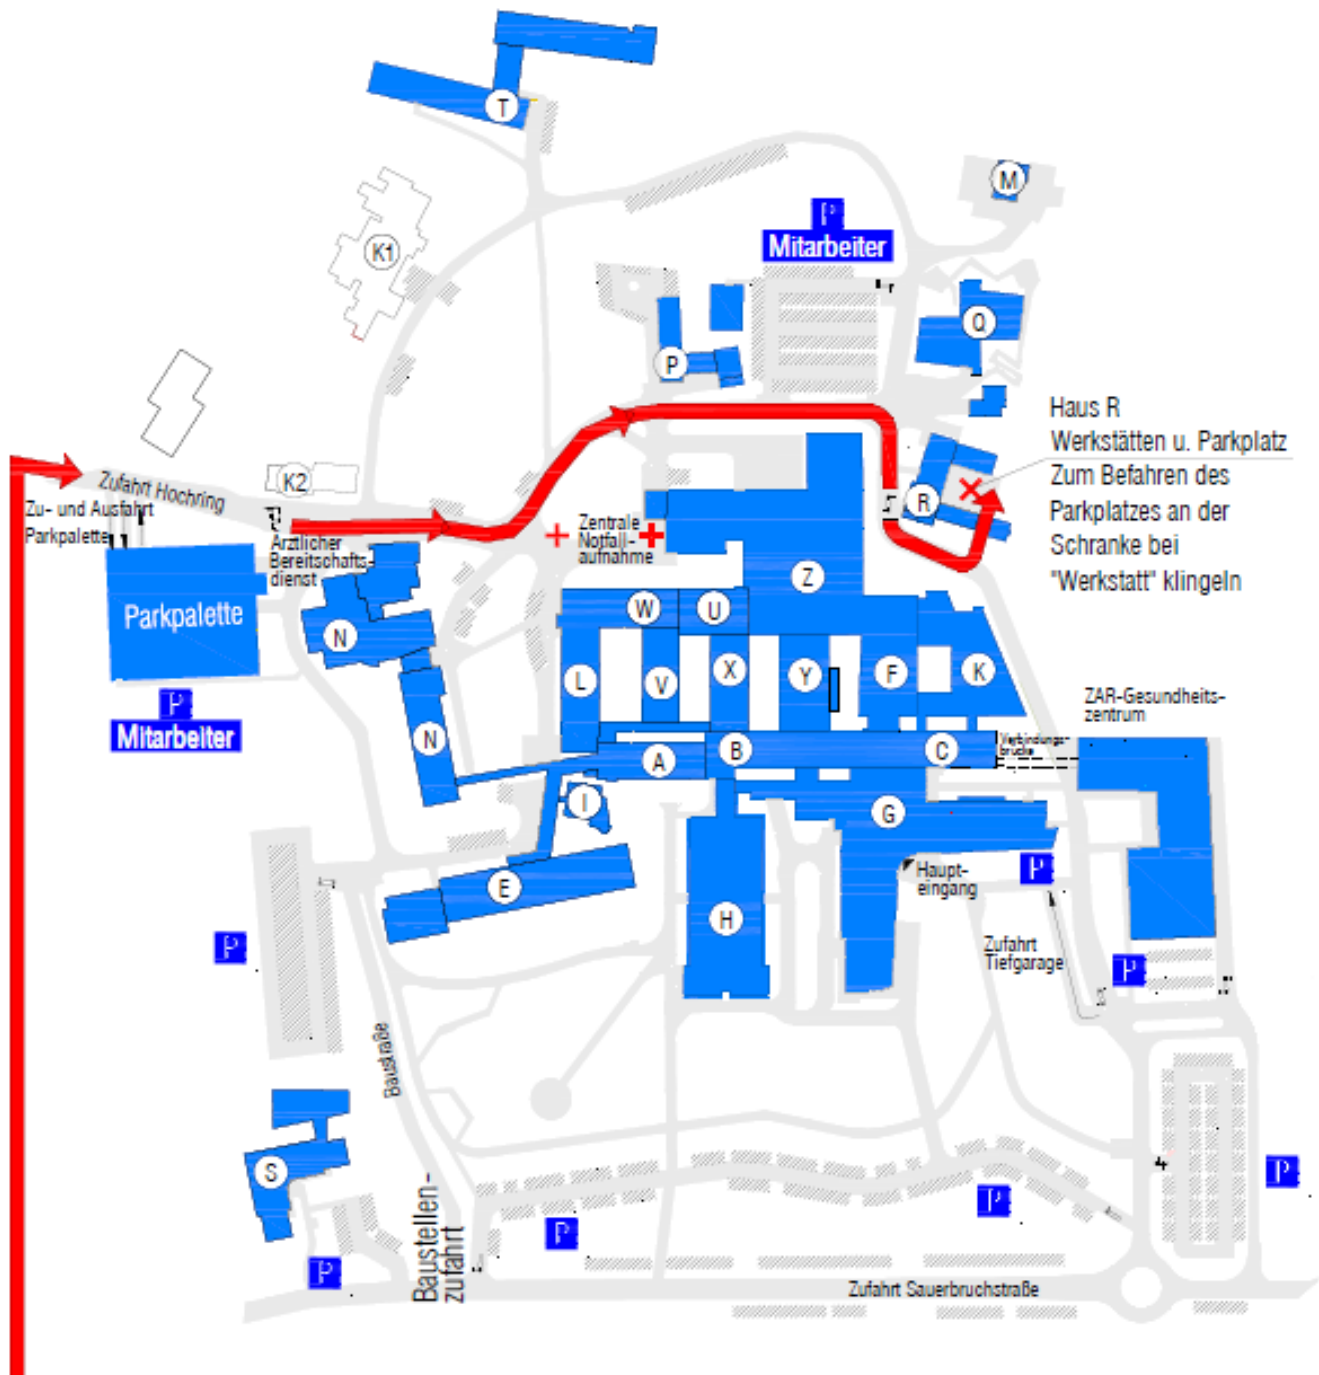 T
M
P
Mitarbeiter
K1
Q
P
Haus R
Werkstätten u. Parkplatz
Zum Befahren des
Parkplatzes an der
Schranke bei
"Werkstatt" klingeln
R
Zufahrt Hochring
K2
Zu- und Ausfahrt
Parkpalette
Ärztlicher
Bereitschafts-
dienst
Zentrale
Notfall-
aufnahme
Z
Parkpalette
N
W
U
L
V
X
Y
F
K
P
Mitarbeiter
ZAR-Gesundheits-
zentrum
N
A
B
C
Verbindungs-
brücke
I
G
E
Haupt-
eingang
P
H
P
Zufahrt
Tiefgarage
P
Baustraße
S
P
P
P
P
Baustellen-
zufahrt
Zufahrt Sauerbruchstraße